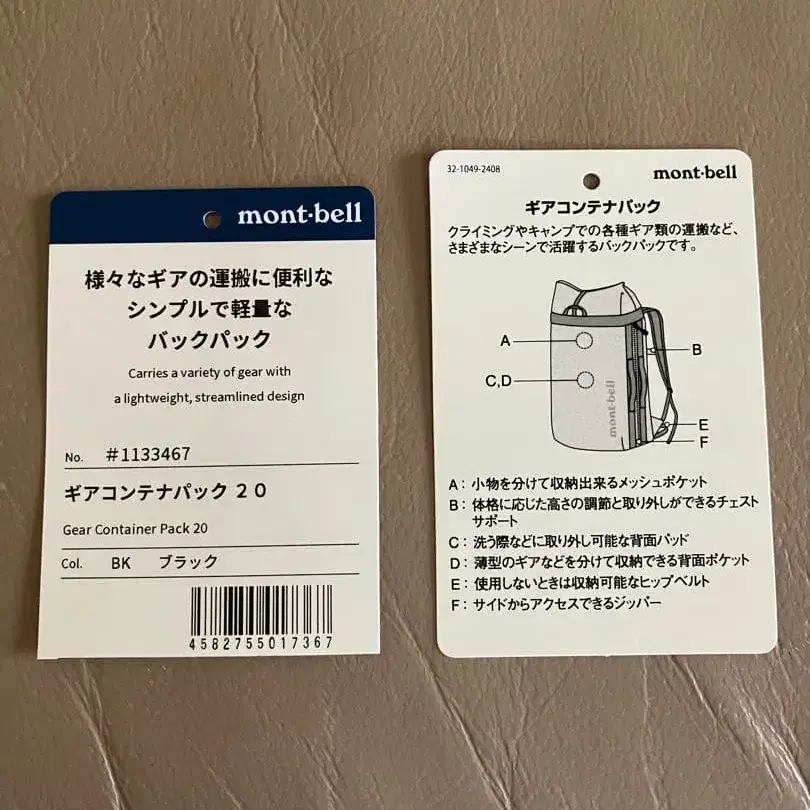 mont·bell
様々なギアの運搬に便利な
シンプルで軽量な
バックパック
Carries a variety of gear with
a lightweight, streamlined design
No. #1133467
ギアコンテナパック 20
Gear Container Pack 20
Col. BK ブラック
4582755017367
32-1049-2408
mont·bell
ギアコンテナパック
クライミングやキャンプでの各種ギア類の運搬など、
さまざまなシーンで活躍するバックパックです。
A
B
C,D
E
F
mont·bell
A：小物を分けて収納出来るメッシュポケット
B：体格に応じた高さの調節と取り外しができるチェスト
サポート
C：洗う際などに取り外し可能な背面パッド
D：薄型のギアなどを分けて収納できる背面ポケット
E：使用しないときは収納可能なヒップベルト
F：サイドからアクセスできるジッパー